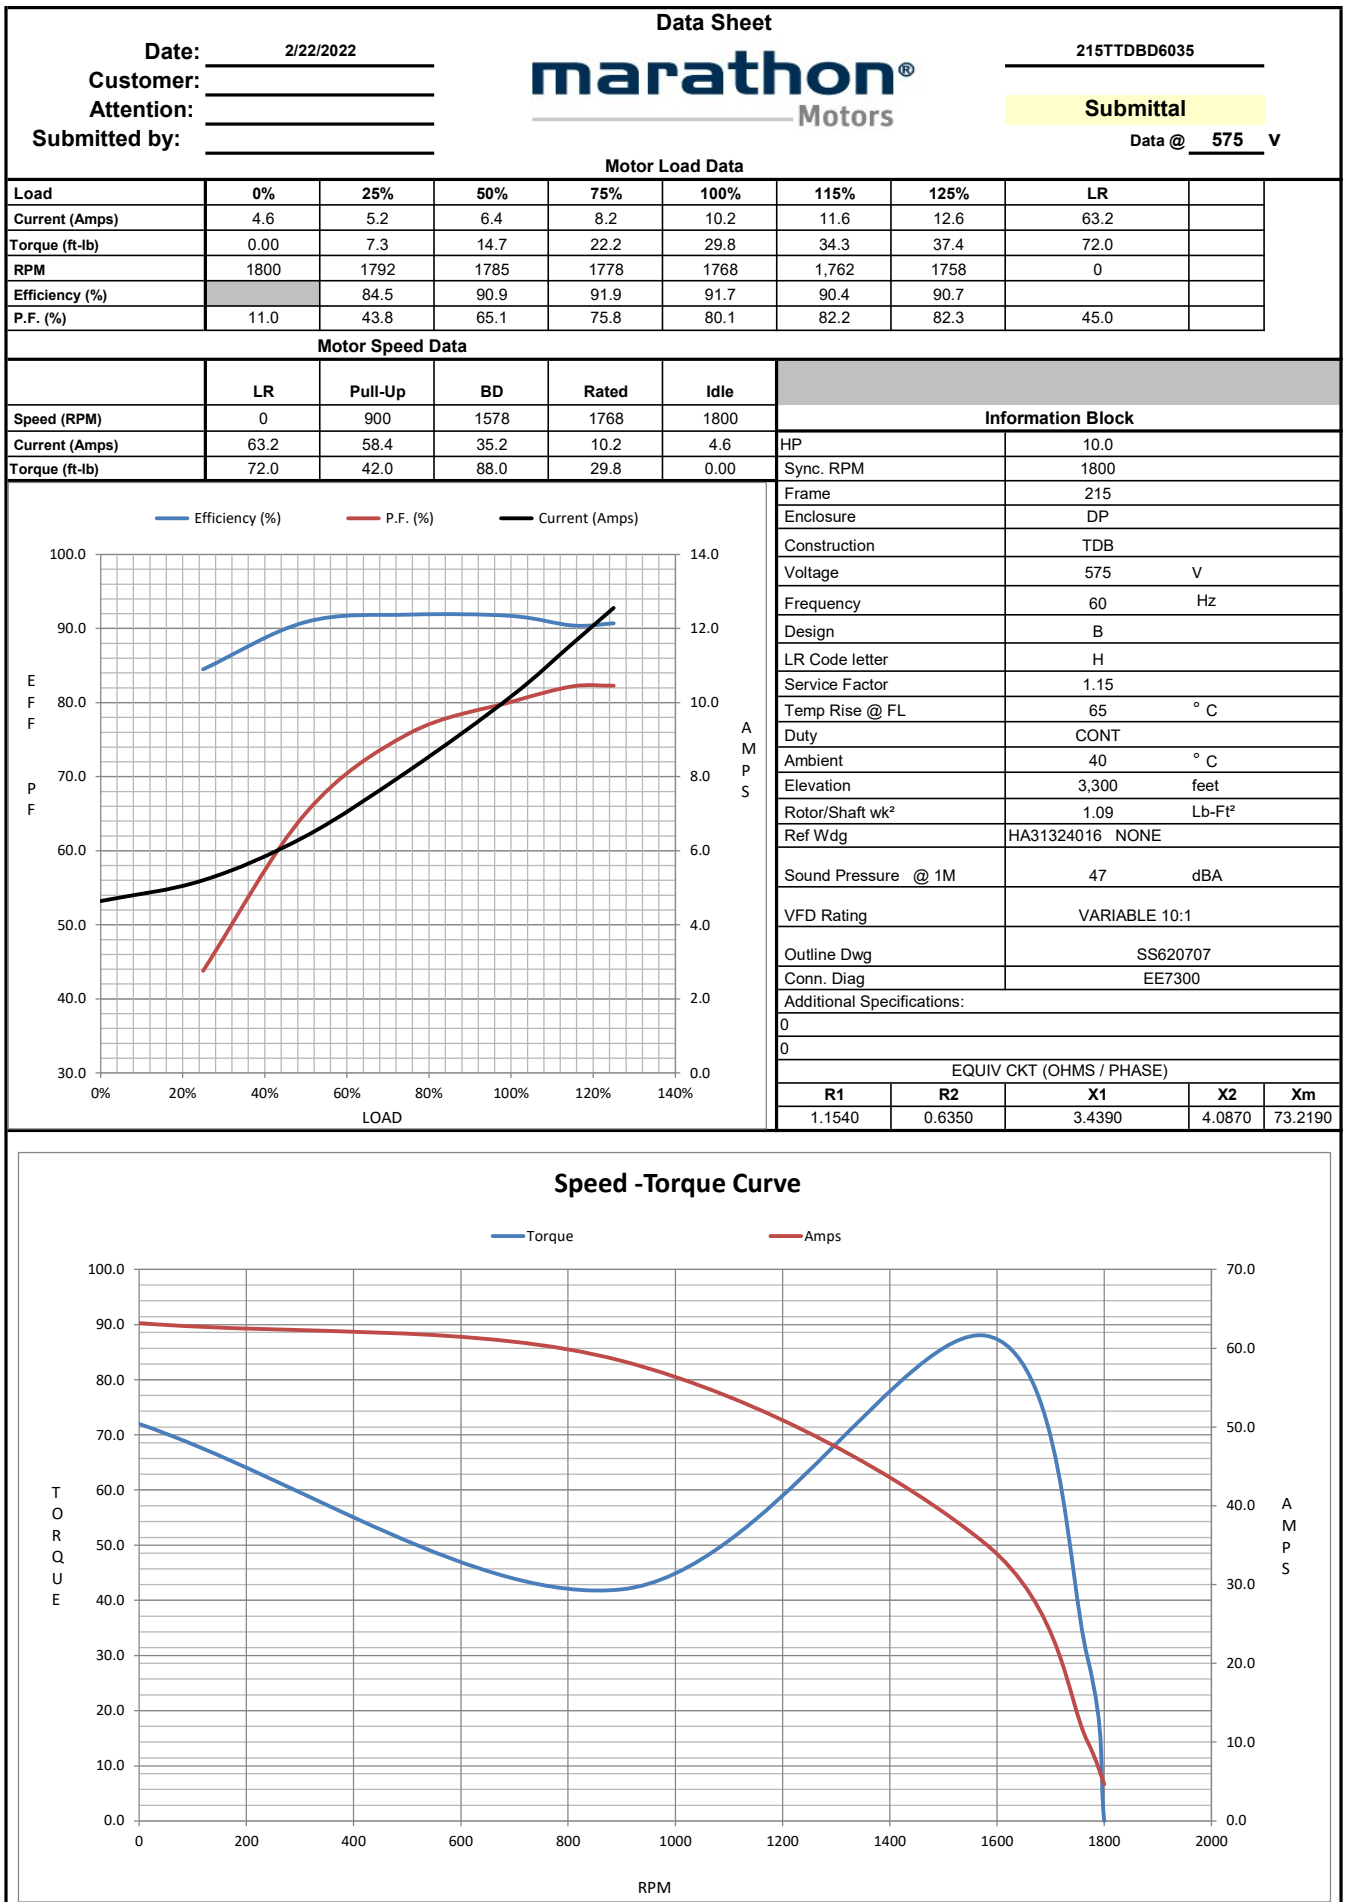 Data Sheet
Date: 2/22/2022
Customer:
Attention:
Submitted by:
marathon®
Motors
215TTDBD6035
Submittal
Data @ 575 V
Motor Load Data
Load 0% 25% 50% 75% 100% 115% 125% LR
Current (Amps) 4.6 5.2 6.4 8.2 10.2 11.6 12.6 63.2
Torque (ft-lb) 0.00 7.3 14.7 22.2 29.8 34.3 37.4 72.0
RPM 1800 1792 1785 1778 1768 1,762 1758 0
Efficiency (%) 84.5 90.9 91.9 91.7 90.4 90.7
P.F. (%) 11.0 43.8 65.1 75.8 80.1 82.2 82.3 45.0
Motor Speed Data
LR Pull-Up BD Rated Idle
Speed (RPM) 0 900 1578 1768 1800
Current (Amps) 63.2 58.4 35.2 10.2 4.6
Torque (ft-lb) 72.0 42.0 88.0 29.8 0.00
Information Block
HP 10.0
Sync. RPM 1800
Frame 215
Enclosure DP
Construction TDB
Voltage 575 V
Frequency 60 Hz
Design B
LR Code letter H
Service Factor 1.15
Temp Rise @ FL 65 ° C
Duty CONT
Ambient 40 ° C
Elevation 3,300 feet
Rotor/Shaft wk² 1.09 Lb-Ft²
Ref Wdg HA31324016 NONE
Sound Pressure @ 1M 47 dBA
VFD Rating VARIABLE 10:1
Outline Dwg SS620707
Conn. Diag EE7300
Additional Specifications:
0
0
EQUIV CKT (OHMS / PHASE)
R1 R2 X1 X2 Xm
1.1540 0.6350 3.4390 4.0870 73.2190
Efficiency (%) P.F. (%) Current (Amps)
100.0 14.0
90.0 12.0
80.0 10.0
70.0 8.0
60.0 6.0
50.0 4.0
40.0 2.0
30.0 0.0
EFF PF
AMPS
0% 20% 40% 60% 80% 100% 120% 140%
LOAD
Speed -Torque Curve
Torque Amps
100.0
90.0
80.0
70.0
60.0
50.0
40.0
30.0
20.0
10.0
0.0
TORQUE
70.0
60.0
50.0
40.0
30.0
20.0
10.0
0.0
AMPS
0 200 400 600 800 1000 1200 1400 1600 1800 2000
RPM